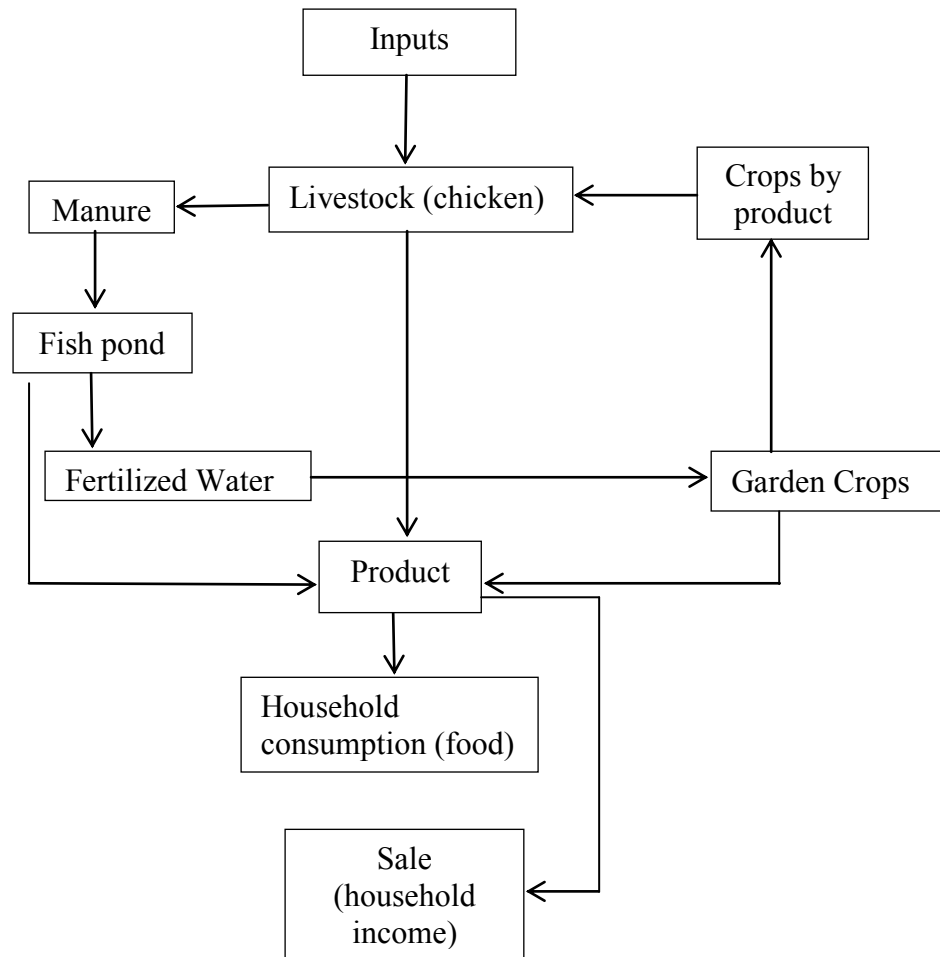 Inputs
Livestock (chicken)
Crops by
product
Manure
Fish pond
Fertilized Water
Garden Crops
Product
Household
consumption (food)
Sale
(household
income)